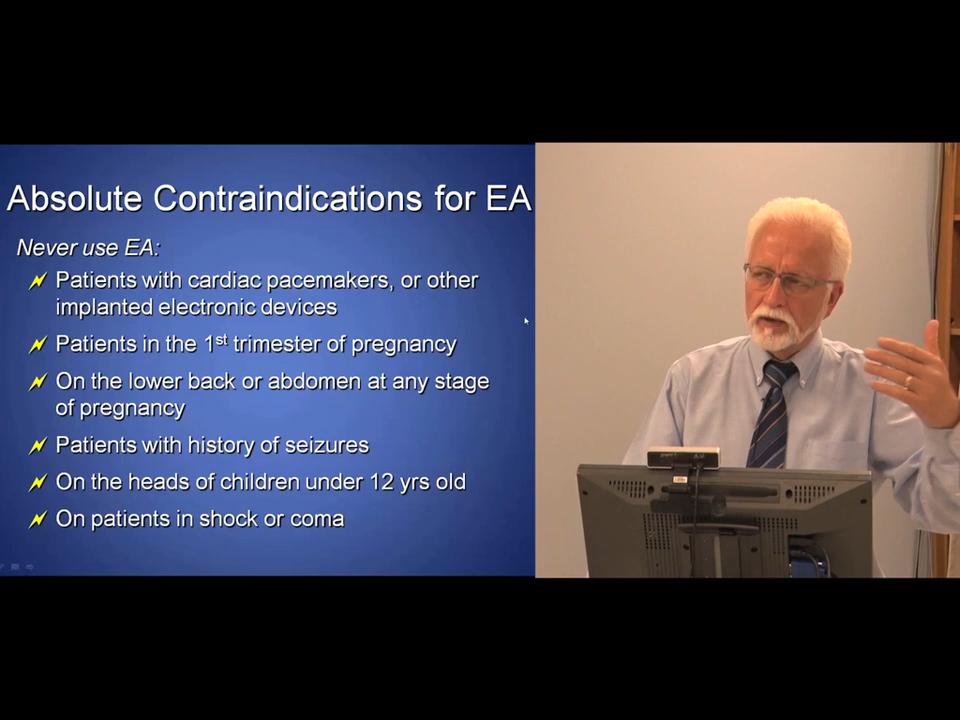 Absolute Contraindications for EA
Never use EA:
Patients with cardiac pacemakers, or other
implanted electronic devices
Patients in the 1st trimester of pregnancy
On the lower back or abdomen at any stage
of pregnancy
Patients with history of seizures
On the heads of children under 12 yrs old
On patients in shock or coma